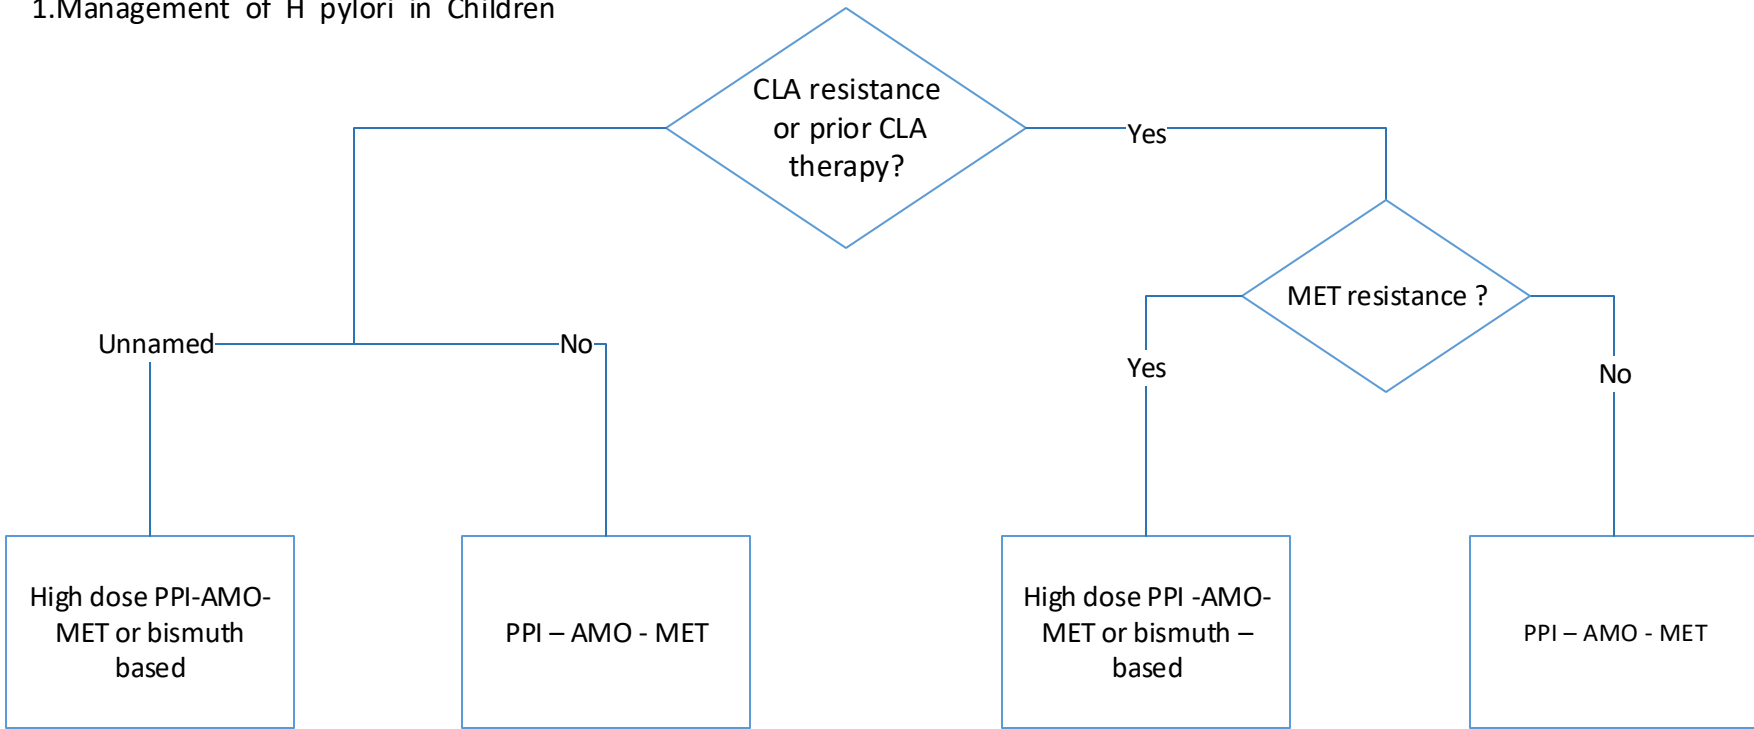 1.Management of H pylori in Children
CLA resistance
or prior CLA
therapy?
Yes
MET resistance ?
Unnamed
No
Yes
No
High dose PPI-AMO-
MET or bismuth
based
PPI – AMO - MET
High dose PPI -AMO-
MET or bismuth –
based
PPI – AMO - MET